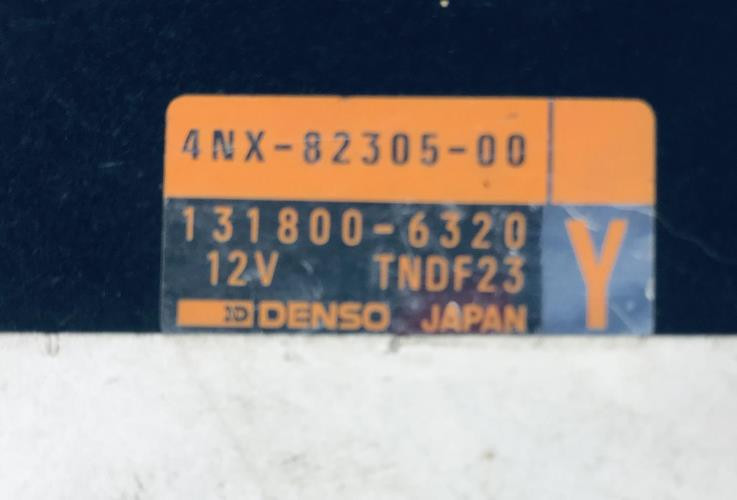 4NX-82305-00
131800-6320
Y
12V TNDF23
DENSO JAPAN